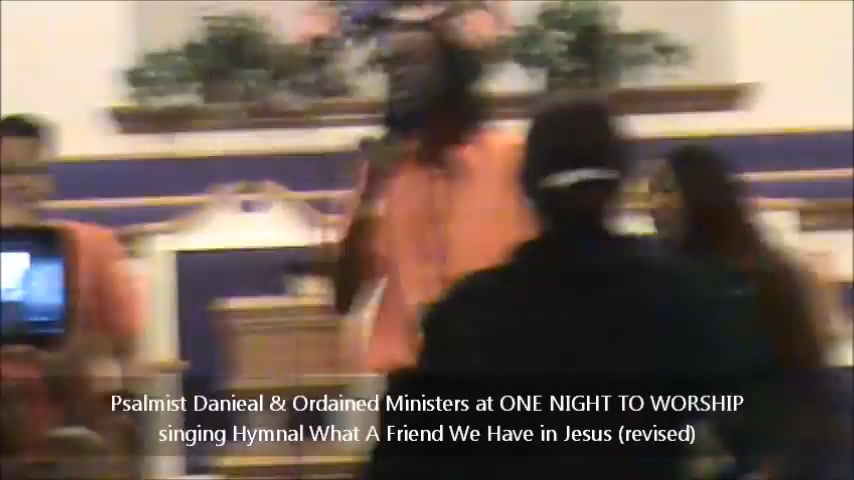 Psalmist Danieal & Ordained Ministers at ONE NIGHT TO WORSHIP
singing Hymnal What A Friend We Have in Jesus (revised)